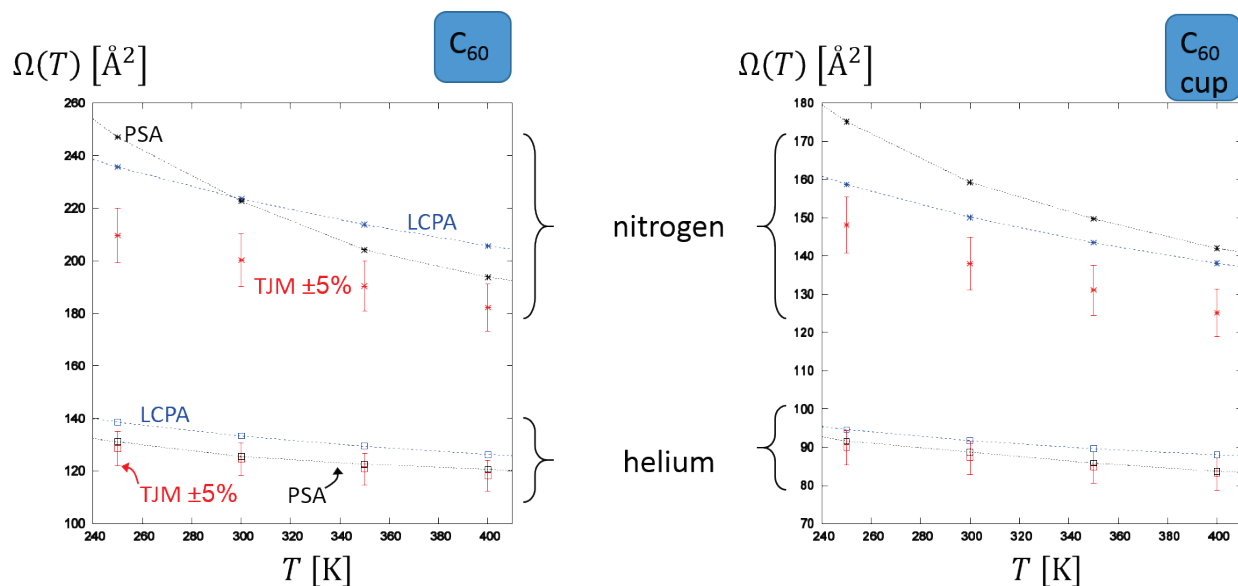 C60
Ω(T) [Å²]
260
240
220
200
180
160
140
120
100
PSA
LCPA
TJM ±5%
LCPA
TJM ±5%
PSA
240 260 280 300 320 340 360 380 400
T [K]
nitrogen
helium
C60
cup
Ω(T) [Å²]
180
170
160
150
140
130
120
110
100
90
80
70
240 260 280 300 320 340 360 380 400
T [K]